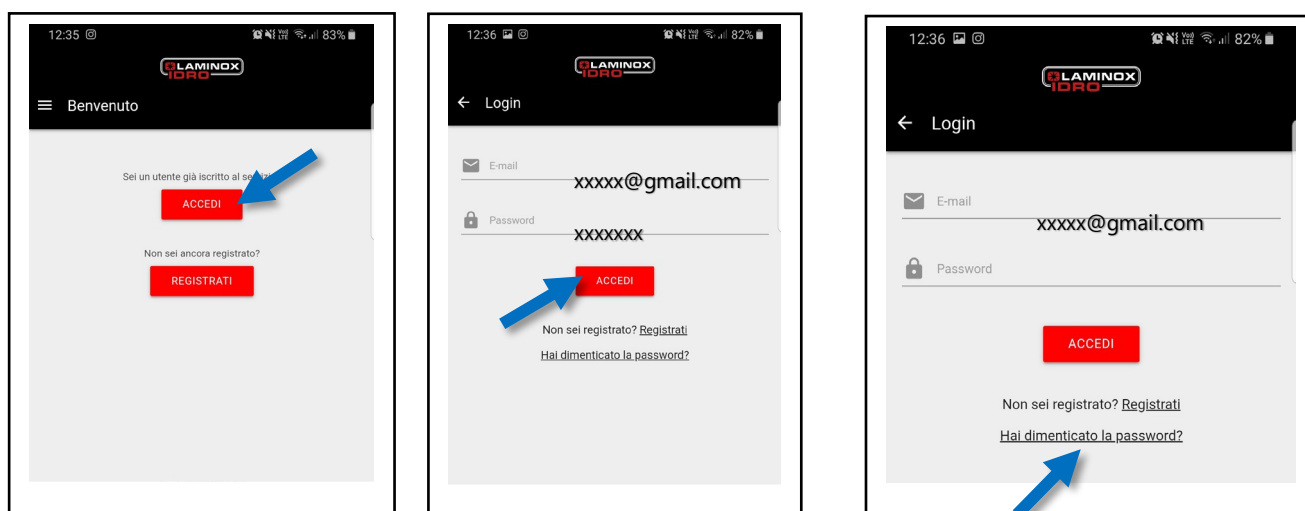 12:35 83%
LAMINOX
IDRO
Benvenuto
Sei un utente già iscritto al
ACCEDI
Non sei ancora registrato?
REGISTRATI
12:36 82%
LAMINOX
IDRO
Login
E-mail
xxxxx@gmail.com
Password
xxxxxxx
ACCEDI
Non sei registrato? Registrati
Hai dimenticato la password?
12:36 82%
LAMINOX
IDRO
Login
E-mail
xxxxx@gmail.com
Password
ACCEDI
Non sei registrato? Registrati
Hai dimenticato la password?